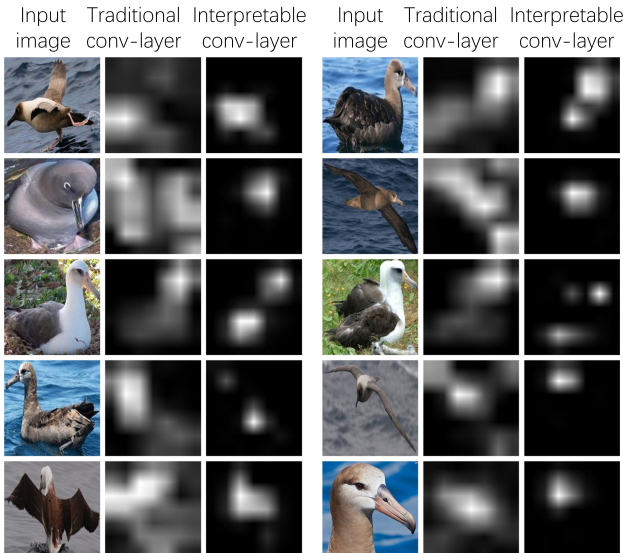 Input Traditional Interpretable Input Traditional Interpretable
image conv-layer conv-layer image conv-layer conv-layer